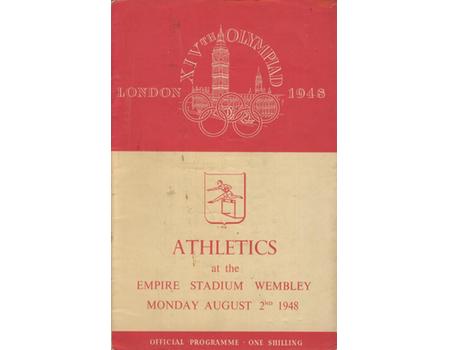 XIVTH OLYMPIAD
LONDON 1948
ATHLETICS
at the
EMPIRE STADIUM WEMBLEY
MONDAY AUGUST 2ND 1948
OFFICIAL PROGRAMME · ONE SHILLING